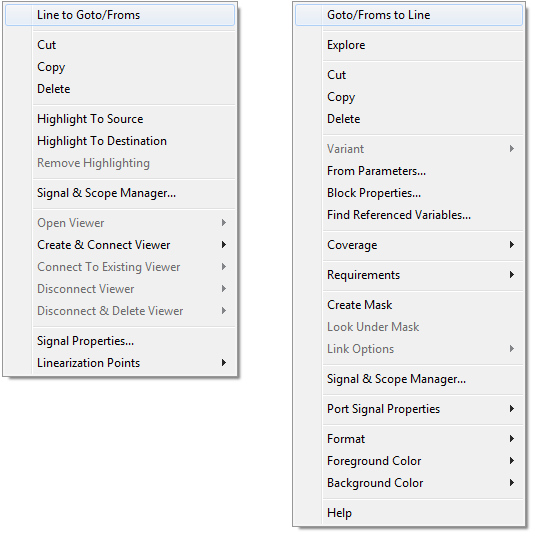 Line to Goto/Froms
Cut
Copy
Delete
Highlight To Source
Highlight To Destination
Remove Highlighting
Signal & Scope Manager...
Open Viewer
Create & Connect Viewer
Connect To Existing Viewer
Disconnect Viewer
Disconnect & Delete Viewer
Signal Properties...
Linearization Points
Goto/Froms to Line
Explore
Cut
Copy
Delete
Variant
From Parameters...
Block Properties...
Find Referenced Variables...
Coverage
Requirements
Create Mask
Look Under Mask
Link Options
Signal & Scope Manager...
Port Signal Properties
Format
Foreground Color
Background Color
Help